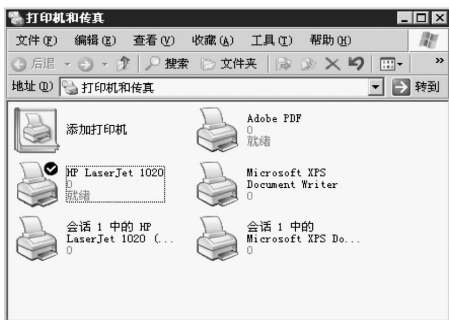 打印机和传真
文件(F) 编辑(E) 查看(V) 收藏(A) 工具(T) 帮助(H)
后退 搜索 文件夹 »
地址(D) 打印机和传真 转到
添加打印机
Adobe PDF
0
就绪
HP LaserJet 1020
0
就绪
Microsoft XPS
Document Writer
0
会话 1 中的 HP
LaserJet 1020 (...
0
会话 1 中的
Microsoft XPS Do...
0